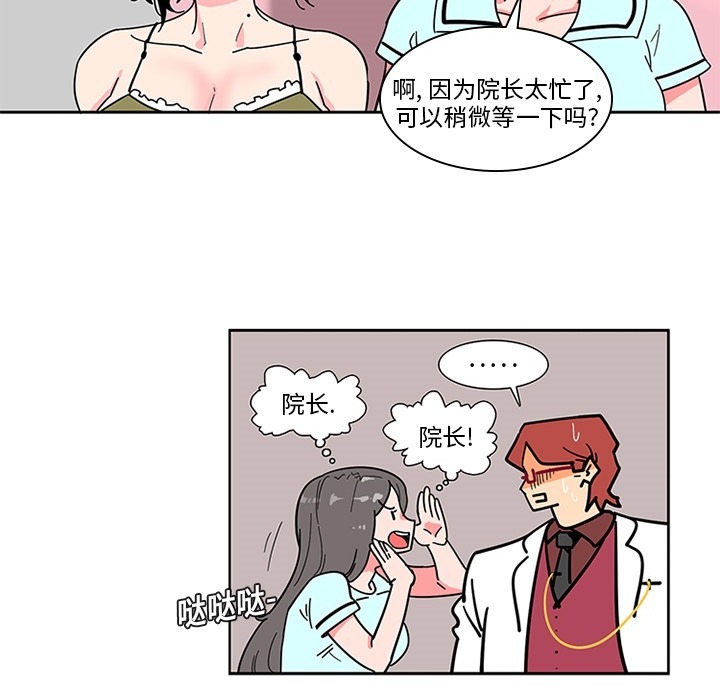 啊, 因为院长太忙了,
可以稍微等一下吗?
.....
院长.
院长!
哒哒哒-